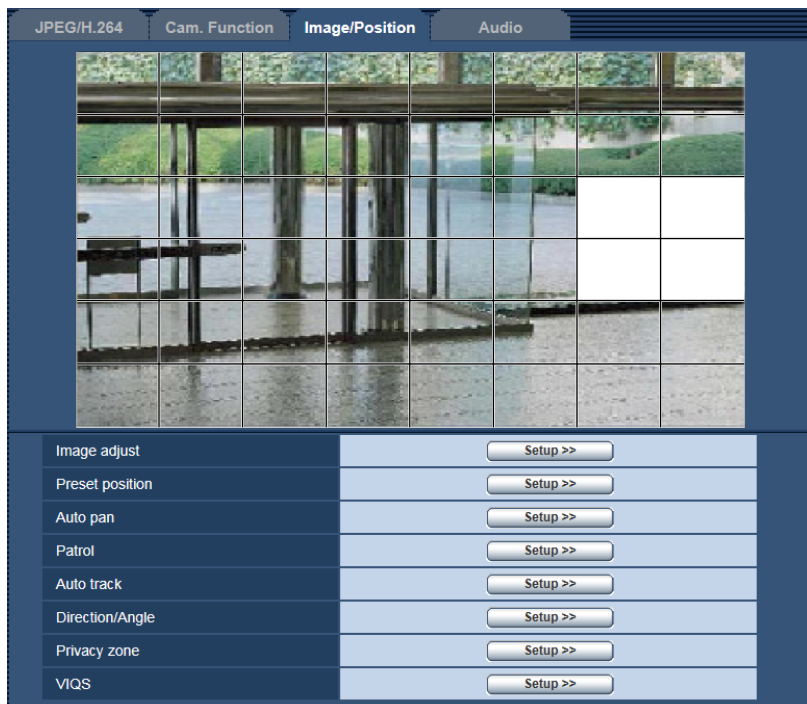 JPEG/H.264 Cam. Function Image/Position Audio
Image adjust Setup >>
Preset position Setup >>
Auto pan Setup >>
Patrol Setup >>
Auto track Setup >>
Direction/Angle Setup >>
Privacy zone Setup >>
VIQS Setup >>